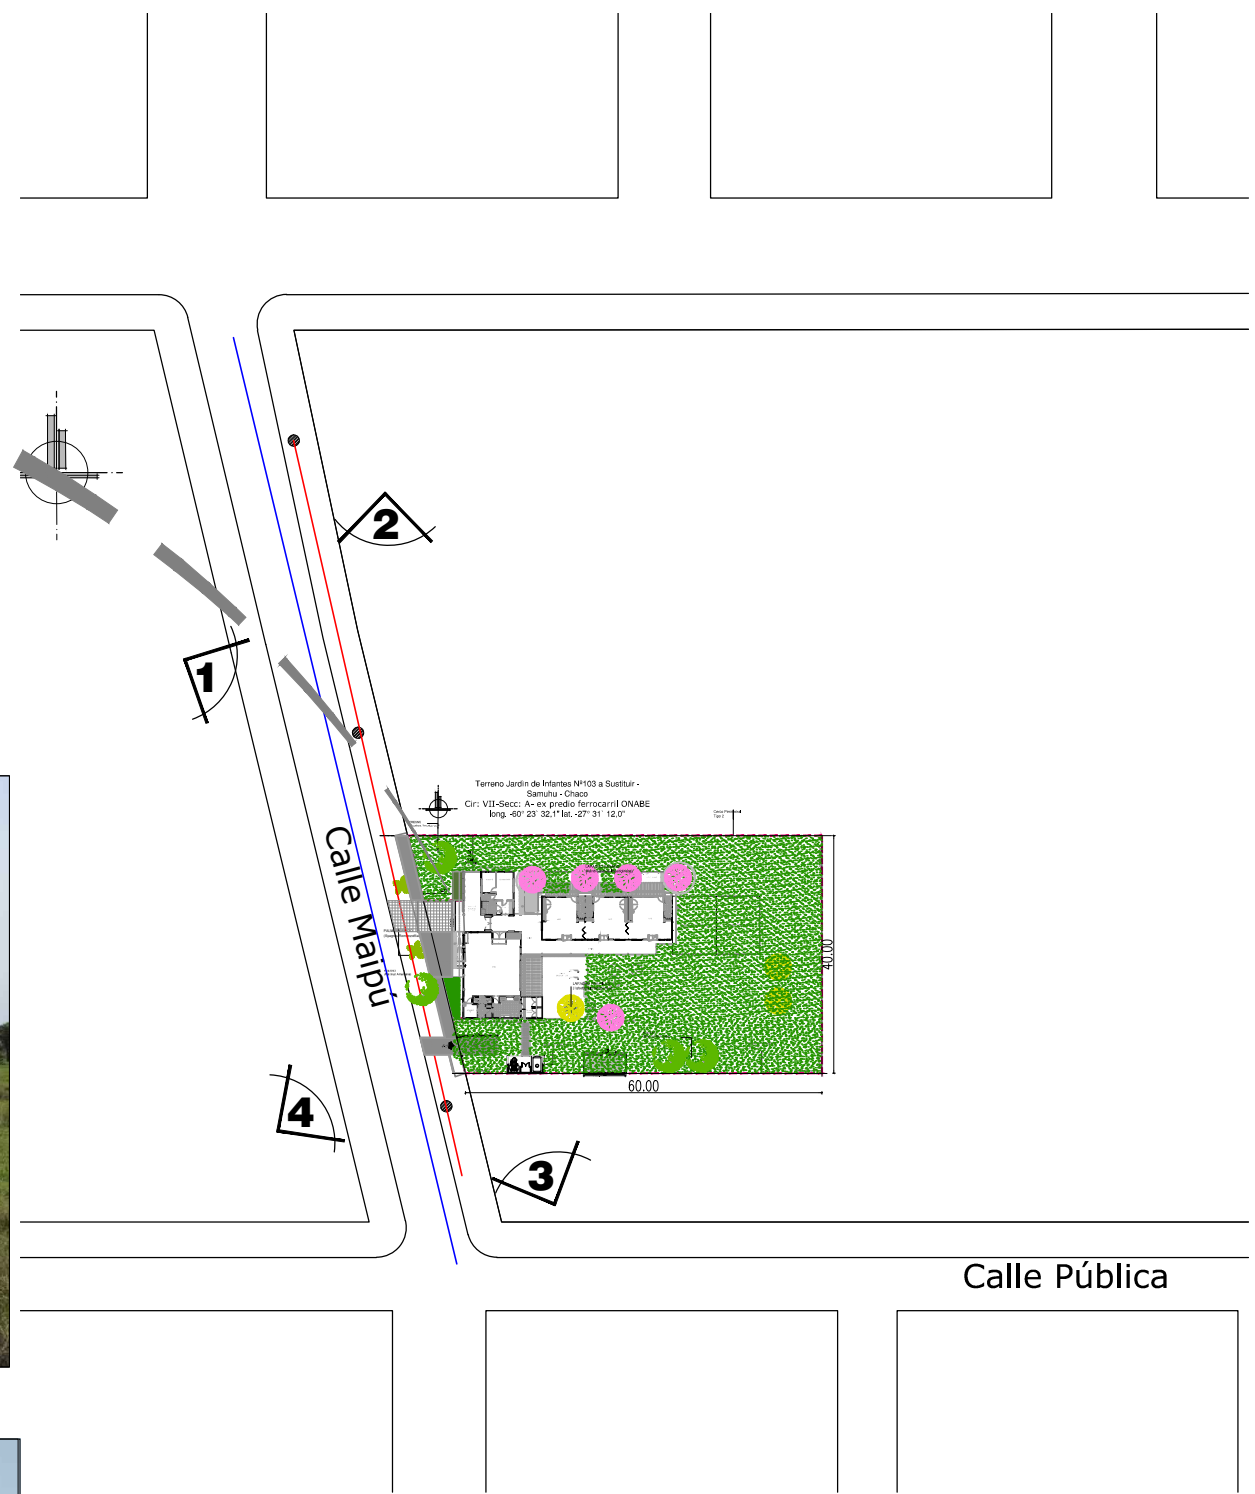 2
1
Terreno Jardin de Infantes Nº103 a Sustituir -
Samuhu - Chaco
Cir: VII-Secc: A- ex predio ferrocarril ONABE
long. -60° 23´ 32,1" lat. -27° 31´ 12,0"
Calle Maipú
40.00
60.00
4
3
Calle Pública